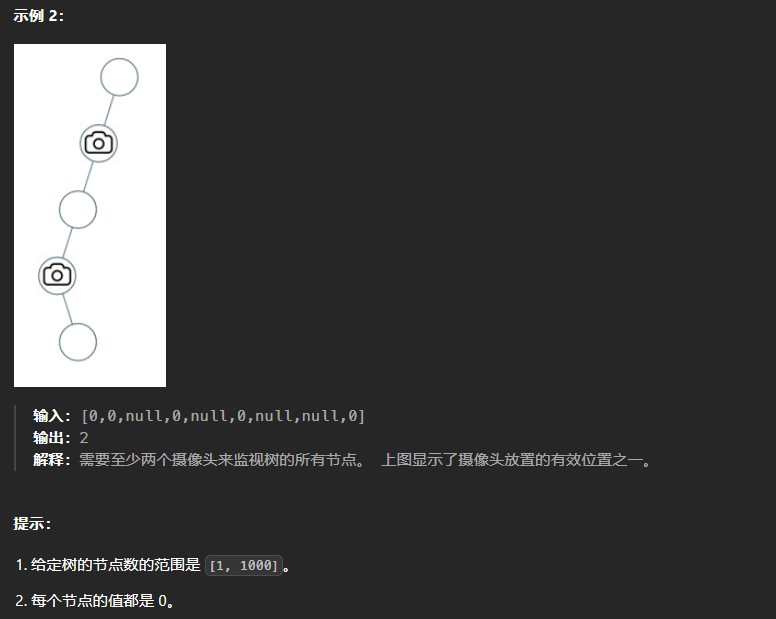 示例 2：
输入：[0,0,null,0,null,0,null,null,0]
输出：2
解释：需要至少两个摄像头来监视树的所有节点。 上图显示了摄像头放置的有效位置之一。
提示：
1. 给定树的节点数的范围是 [1, 1000]。
2. 每个节点的值都是 0。